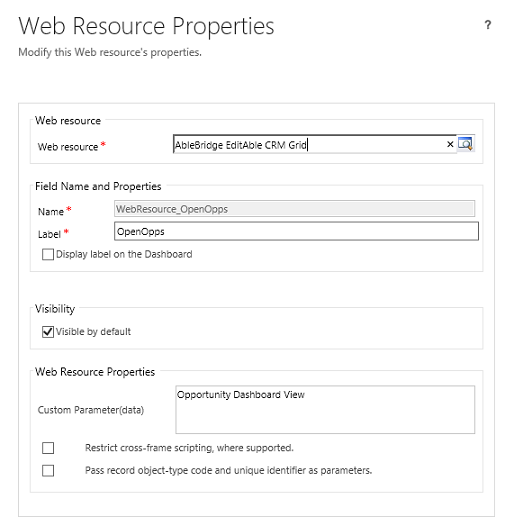 Web Resource Properties
?
Modify this Web resource's properties.
Web resource
Web resource*
AbleBridge EditAble CRM Grid
×
Field Name and Properties
Name*
WebResource_OpenOpps
Label*
OpenOpps
Display label on the Dashboard
Visibility
Visible by default
Web Resource Properties
Custom Parameter(data)
Opportunity Dashboard View
Restrict cross-frame scripting, where supported.
Pass record object-type code and unique identifier as parameters.